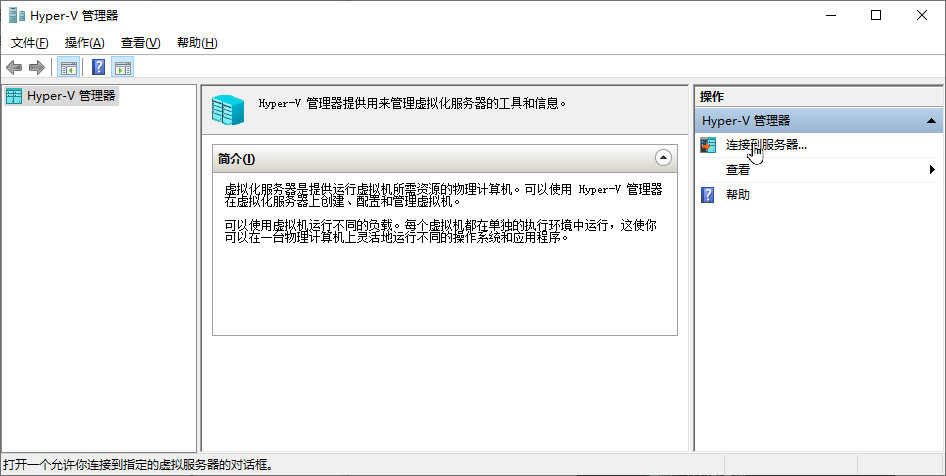 Hyper-V 管理器
文件(F) 操作(A) 查看(V) 帮助(H)
Hyper-V 管理器
Hyper-V 管理器提供用来管理虚拟化服务器的工具和信息。
简介(I)
虚拟化服务器是提供运行虚拟机所需资源的物理计算机。可以使用 Hyper-V 管理器
在虚拟化服务器上创建、配置和管理虚拟机。
可以使用虚拟机运行不同的负载。每个虚拟机都在单独的执行环境中运行，这使你
可以在一台物理计算机上灵活地运行不同的操作系统和应用程序。
操作
Hyper-V 管理器
连接到服务器...
查看
帮助
打开一个允许你连接到指定的虚拟服务器的对话框。